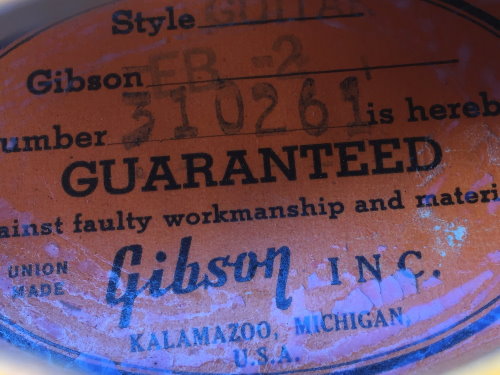 Style GUITAR
Gibson FB -2
umber 310261 is hereb
GUARANTEED
ainst faulty workmanship and materi
UNION MADE
Gibson INC.
KALAMAZOO, MICHIGAN,
U.S.A.